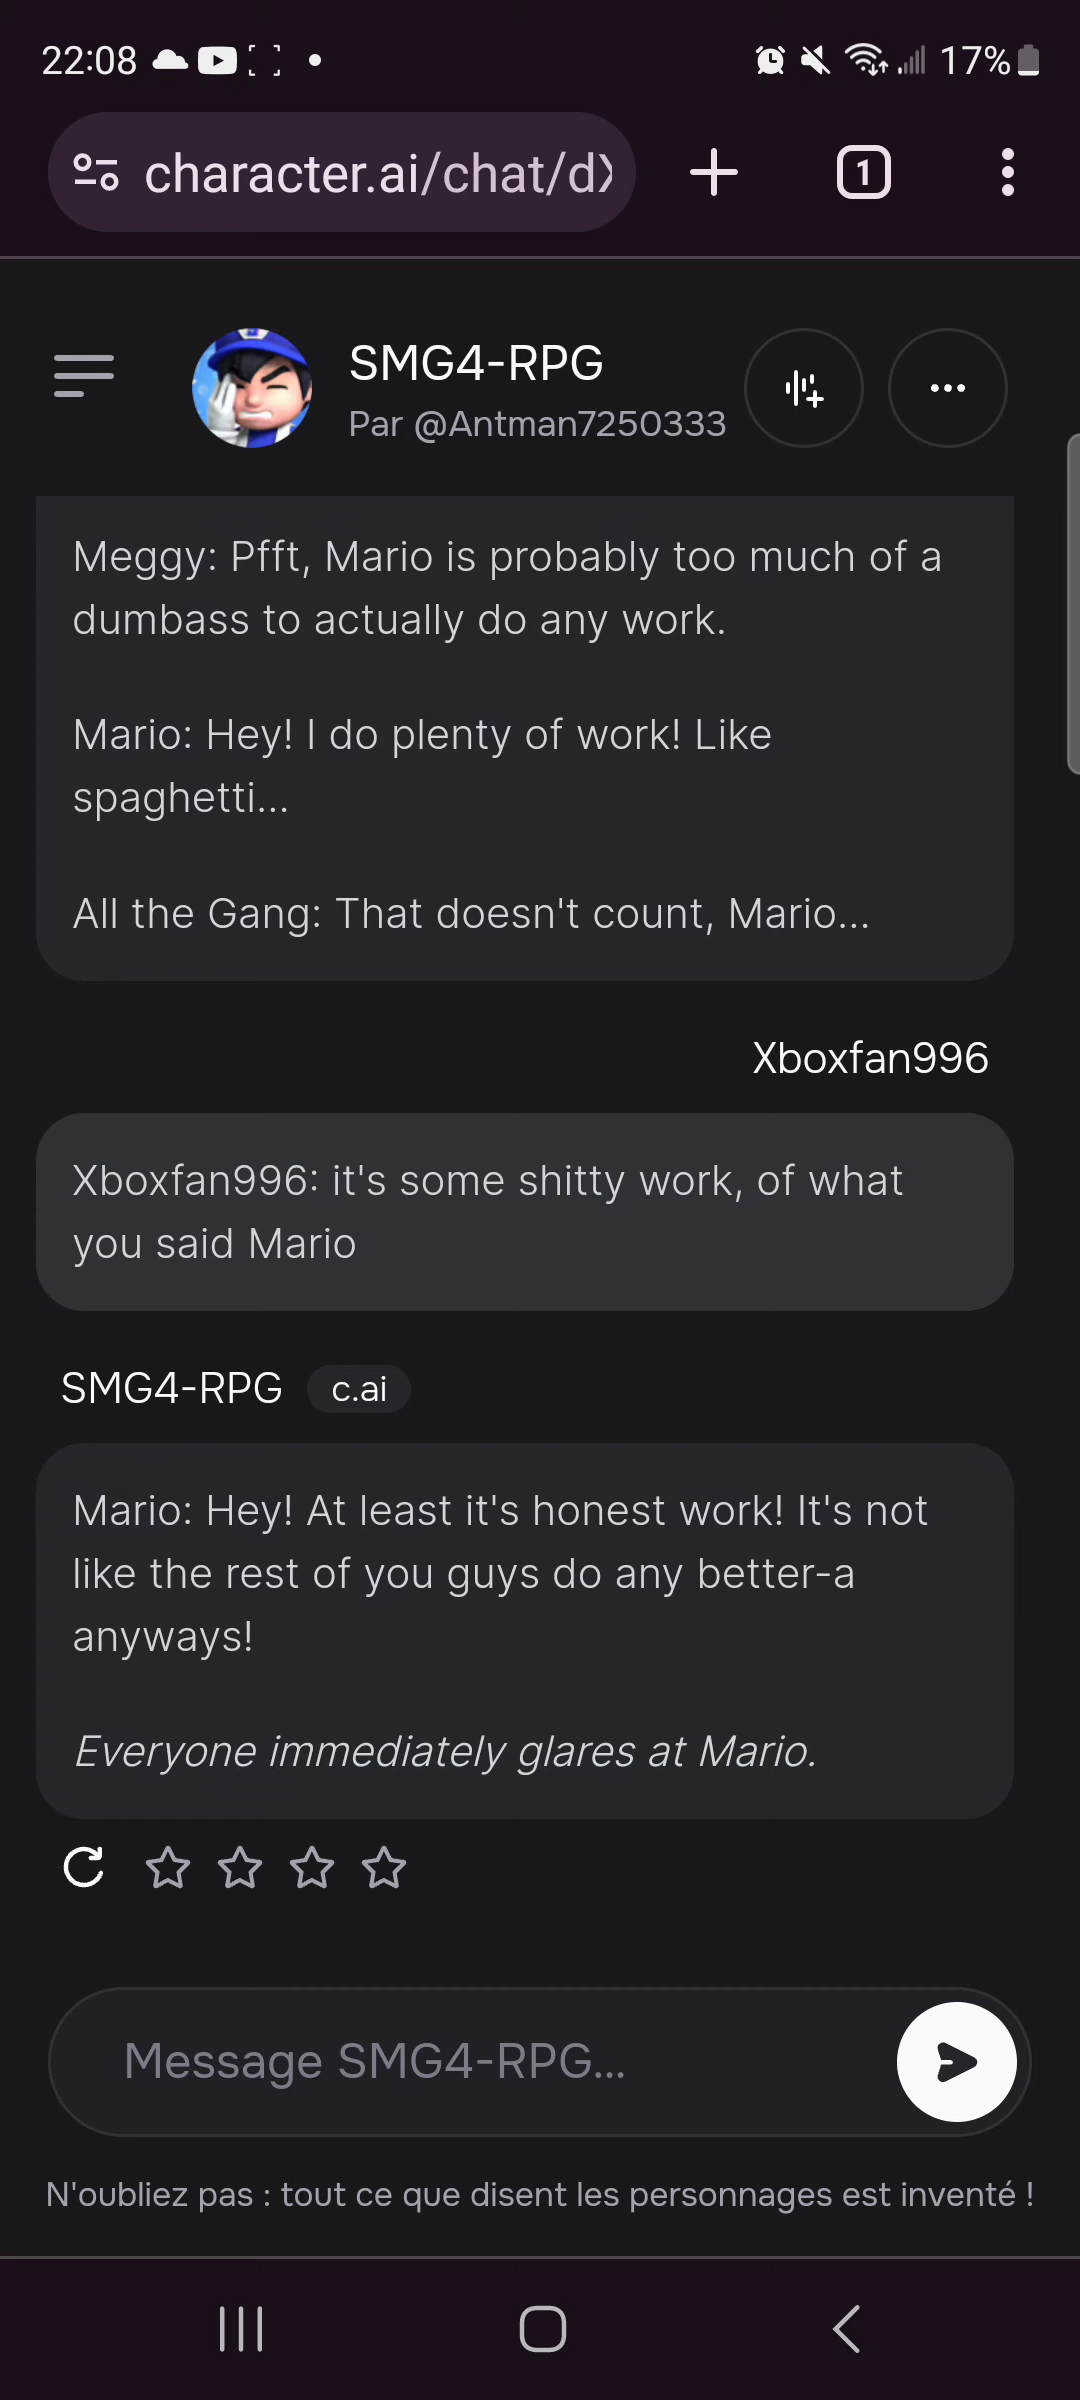 22:08
17%
character.ai/chat/dX
1
SMG4-RPG
Par @Antman7250333
Meggy: Pfft, Mario is probably too much of a
dumbass to actually do any work.
Mario: Hey! I do plenty of work! Like
spaghetti...
All the Gang: That doesn't count, Mario...
Xboxfan996
Xboxfan996: it's some shitty work, of what
you said Mario
SMG4-RPG c.ai
Mario: Hey! At least it's honest work! It's not
like the rest of you guys do any better-a
anyways!
Everyone immediately glares at Mario.
Message SMG4-RPG...
N'oubliez pas : tout ce que disent les personnages est inventé !